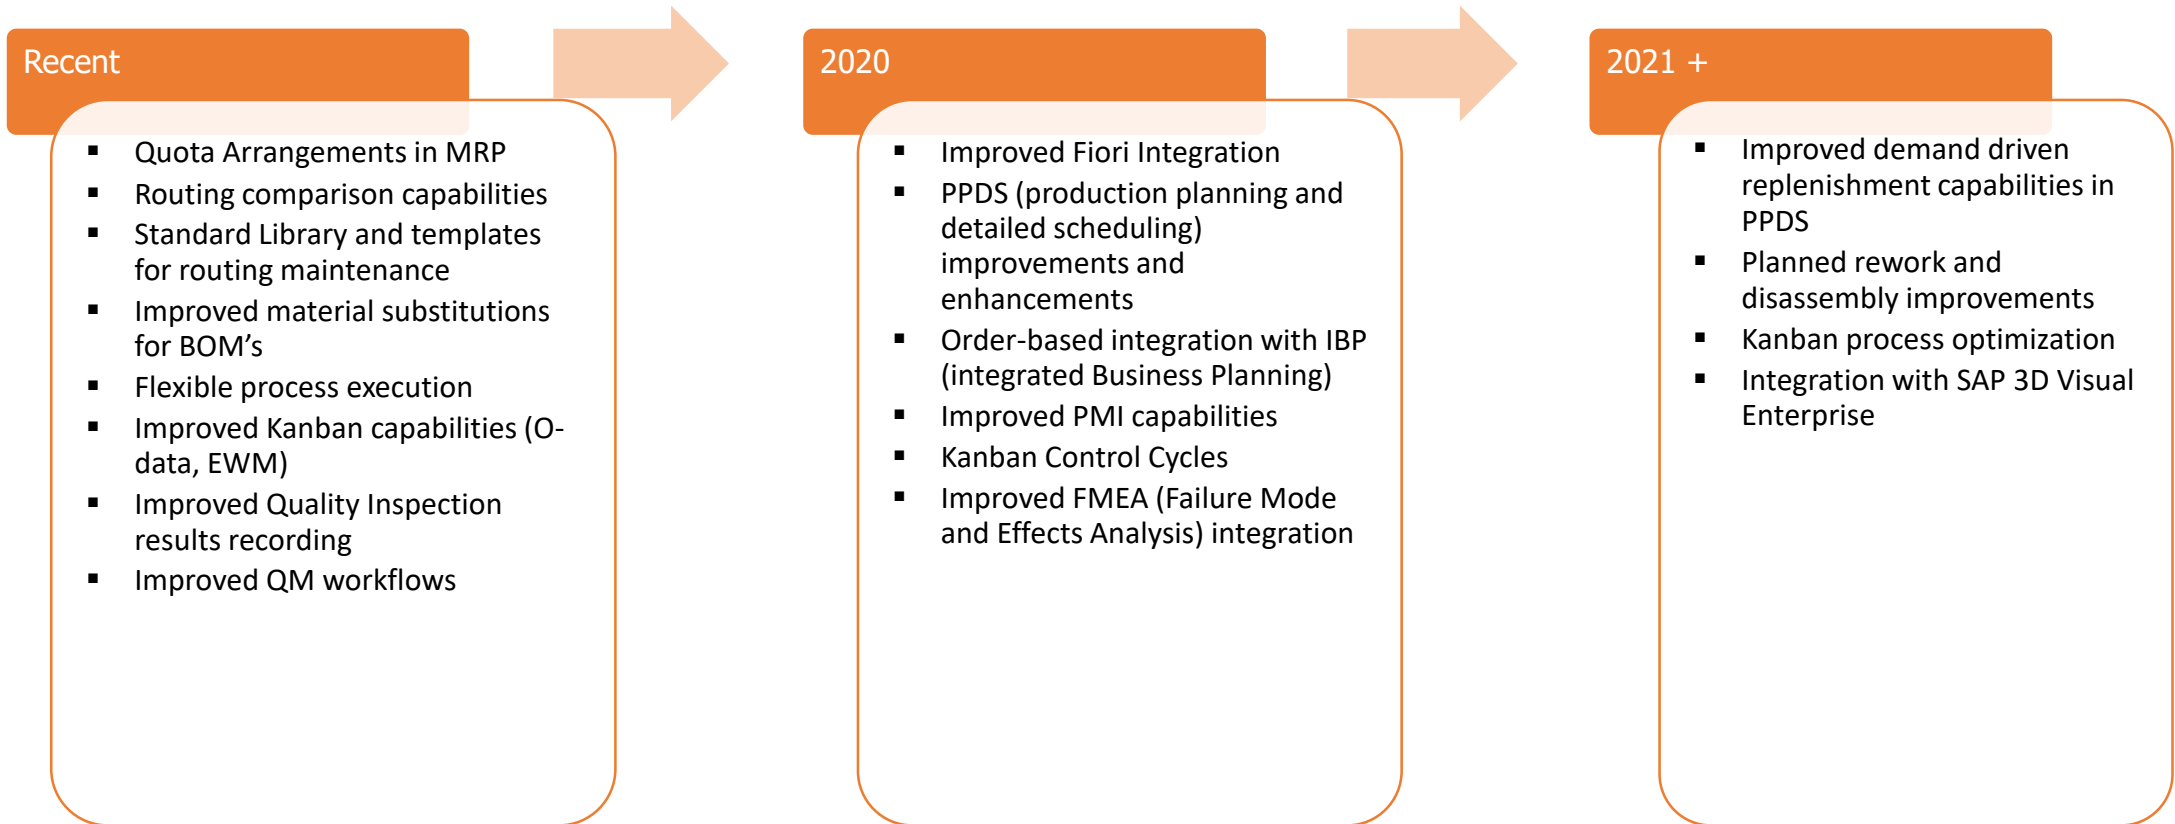 Recent
▪ Quota Arrangements in MRP
▪ Routing comparison capabilities
▪ Standard Library and templates
for routing maintenance
▪ Improved material substitutions
for BOM’s
▪ Flexible process execution
▪ Improved Kanban capabilities (O-
data, EWM)
▪ Improved Quality Inspection
results recording
▪ Improved QM workflows
2020
▪ Improved Fiori Integration
▪ PPDS (production planning and
detailed scheduling)
improvements and
enhancements
▪ Order-based integration with IBP
(integrated Business Planning)
▪ Improved PMI capabilities
▪ Kanban Control Cycles
▪ Improved FMEA (Failure Mode
and Effects Analysis) integration
2021 +
▪ Improved demand driven
replenishment capabilities in
PPDS
▪ Planned rework and
disassembly improvements
▪ Kanban process optimization
▪ Integration with SAP 3D Visual
Enterprise